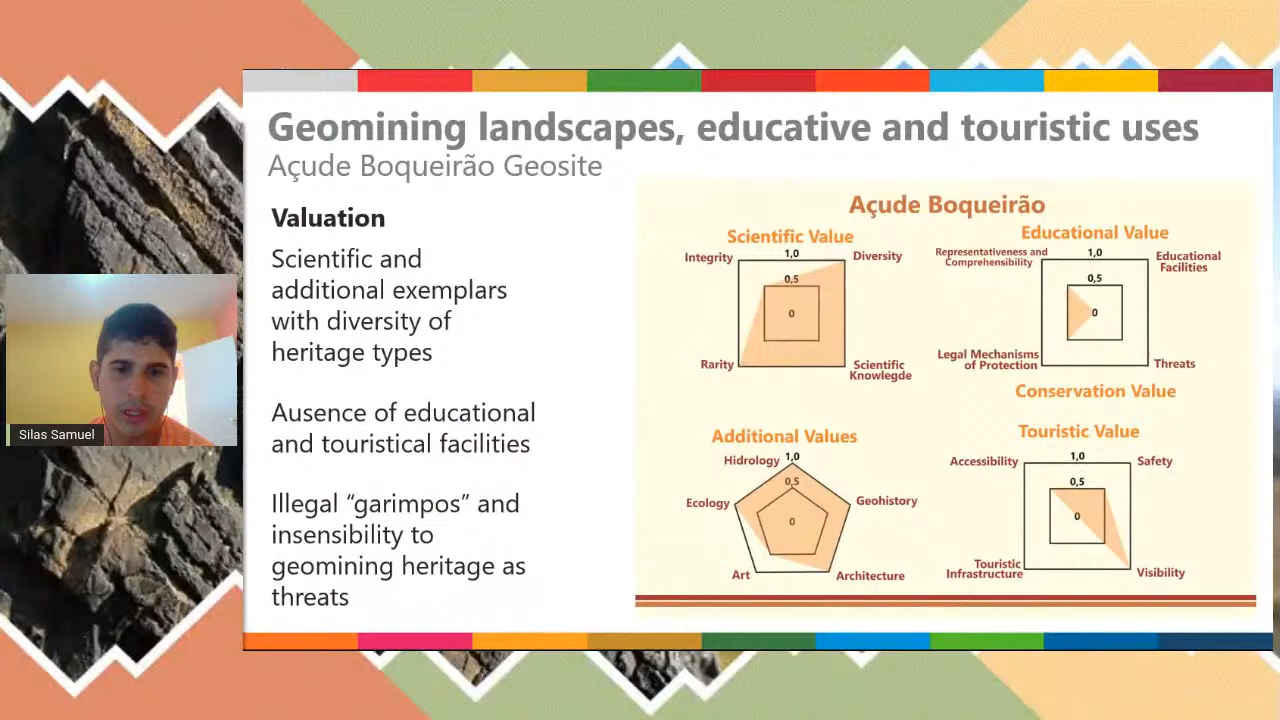 Geomining landscapes, educative and touristic uses
Açude Boqueirão Geosite
Valuation
Scientific and
additional exemplars
with diversity of
heritage types
Ausence of educational
and touristical facilities
Illegal “garimpos” and
insensibility to
geomining heritage as
threats
Açude Boqueirão
Scientific Value
Integrity
1,0
Diversity
0,5
0
Rarity
Scientific
Knowlegde
Educational Value
Representativeness and
Comprehensibility
1,0
Educational
Facilities
0,5
0
Legal Mechanisms
of Protection
Threats
Conservation Value
Additional Values
Hidrology
1,0
0,5
Ecology
Geohistory
0
Art
Architecture
Touristic Value
Accessibility
1,0
Safety
0,5
0
Touristic
Infrastructure
Visibility
Silas Samuel